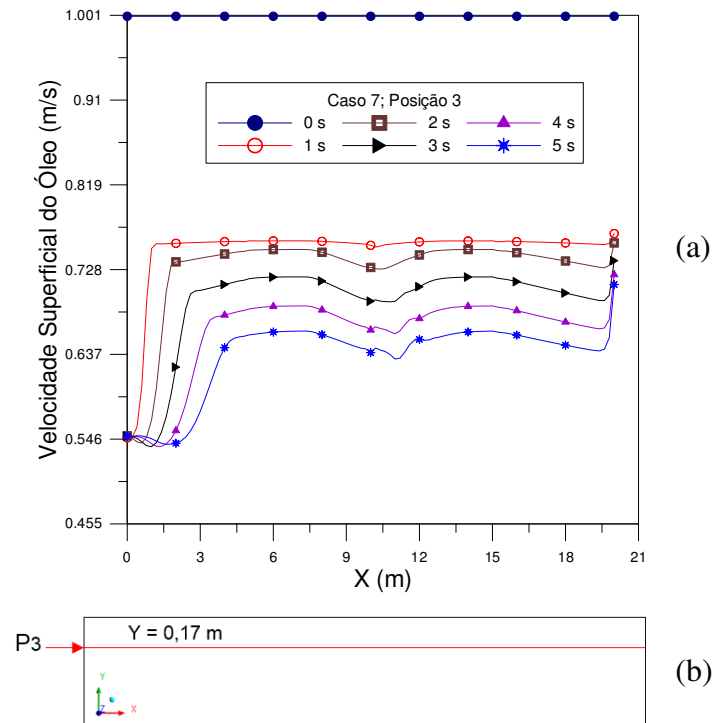 1.001
0.91
0.819
0.728
0.637
0.546
0.455
Velocidade Superficial do Óleo (m/s)
Caso 7; Posição 3
0 s 2 s 4 s
1 s 3 s 5 s
(a)
0 3 6 9 12 15 18 21
X (m)
P3
Y = 0,17 m
Y
Z
X
(b)